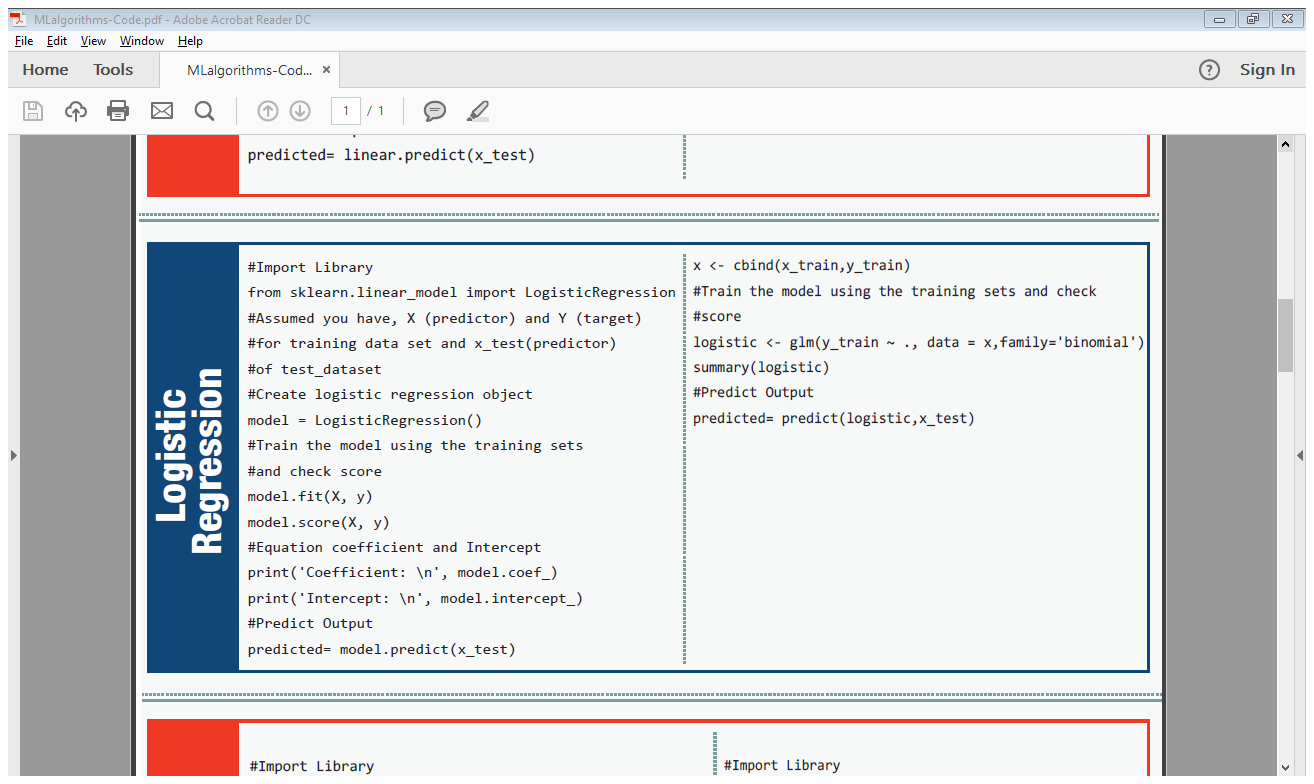 MLalgorithms-Code.pdf - Adobe Acrobat Reader DC
File Edit View Window Help
Home Tools MLalgorithms-Cod... × ? Sign In
1 / 1
predicted= linear.predict(x_test)
Logistic
Regression
#Import Library
from sklearn.linear_model import LogisticRegression
#Assumed you have, X (predictor) and Y (target)
#for training data set and x_test(predictor)
#of test_dataset
#Create logistic regression object
model = LogisticRegression()
#Train the model using the training sets
#and check score
model.fit(X, y)
model.score(X, y)
#Equation coefficient and Intercept
print('Coefficient: \n', model.coef_)
print('Intercept: \n', model.intercept_)
#Predict Output
predicted= model.predict(x_test)
x <- cbind(x_train,y_train)
#Train the model using the training sets and check
#score
logistic <- glm(y_train ~ ., data = x,family='binomial')
summary(logistic)
#Predict Output
predicted= predict(logistic,x_test)
#Import Library
#Import Library